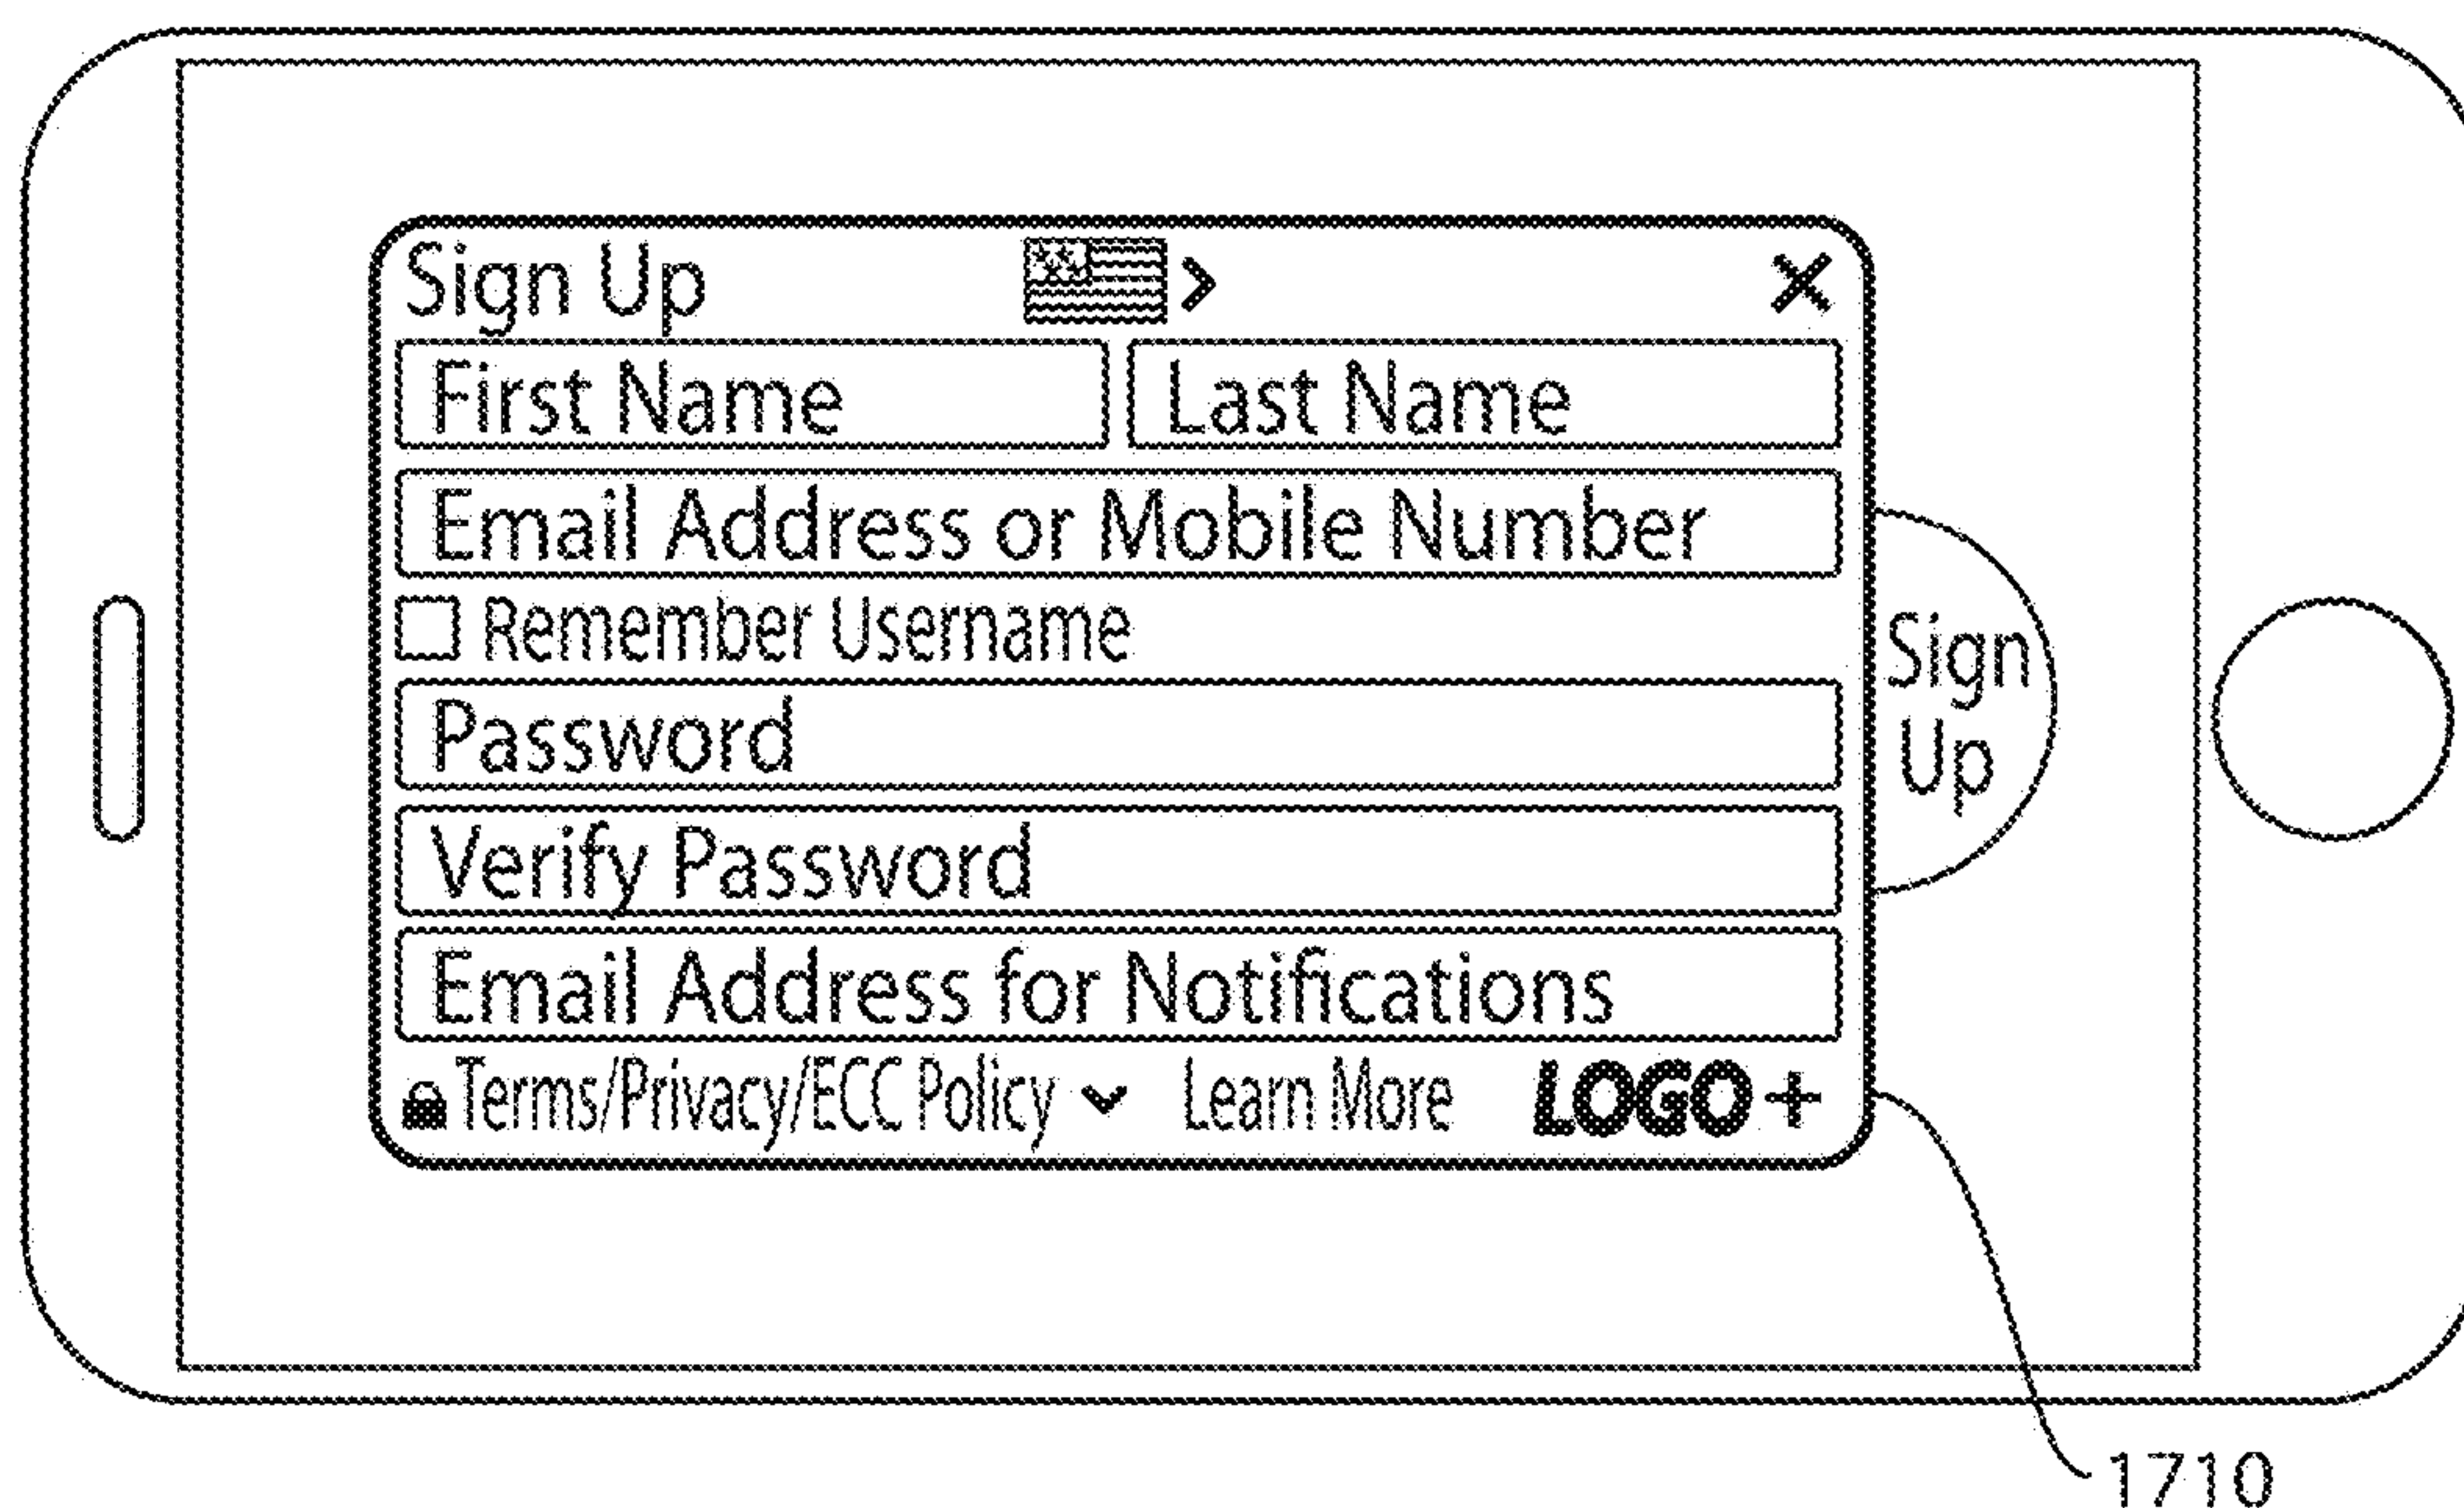 Sign Up > ×
First Name Last Name
Email Address or Mobile Number
Remember Username
Password
Verify Password
Email Address for Notifications
Terms/Privacy/ECC Policy Learn More LOGO +
Sign
Up
1710